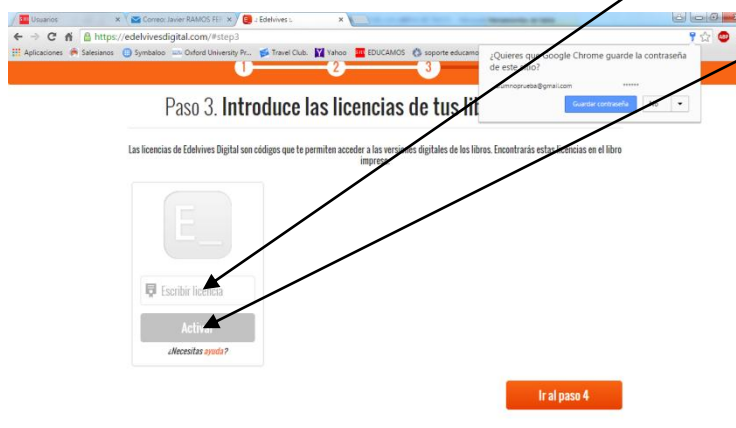 Usuarios
Correo: Javier RAMOS FE
Edelvives
https://edelvivesdigital.com/#step3
Aplicaciones Salesianos Symbaloo Oxford University Pr... Travel Club. Yahoo EDUCAMOS soporte educamo
¿Quieres que Google Chrome guarde la contraseña
de este sitio?
@gmail.com ******
Guardar contraseña No
1 2 3
Paso 3. Introduce las licencias de tus
Las licencias de Edelvives Digital son códigos que te permiten acceder a las versiones digitales de los libros. Encontrarás estas licencias en el libro
impreso.
E_
Escribir licencia
Activar
¿Necesitas ayuda?
Ir al paso 4